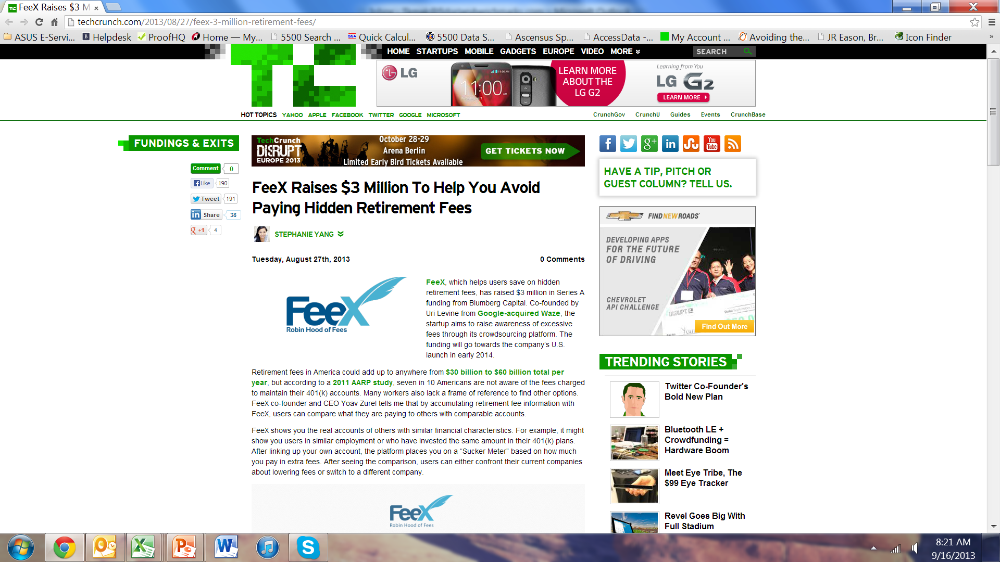 FeeX Raises $3 M
techcrunch.com/2013/08/27/feex-3-million-retirement-fees/
ASUS E-Servi... Helpdesk ProofHQ Home — My... 5500 Search ... Quick Calcul... 5500 Data S... Ascensus Sp... AccessData -... My Account ... Avoiding the... JR Eason, Br... Icon Finder »
HOME STARTUPS MOBILE GADGETS EUROPE VIDEO MORE SEARCH
LG
11:00
LEARN MORE
ABOUT THE
LG G2
Learning from You
LG G2
LEARN MORE
HOT TOPICS YAHOO APPLE FACEBOOK TWITTER GOOGLE MICROSOFT
CrunchGov CrunchU Guides Events CrunchBase
FUNDINGS & EXITS
Comment 0
Like 190
Tweet 191
Share 38
+1 4
TechCrunch
DISRUPT
EUROPE 2013
October 28-29
Arena Berlin
Limited Early Bird Tickets Available
GET TICKETS NOW
FeeX Raises $3 Million To Help You Avoid
Paying Hidden Retirement Fees
STEPHANIE YANG
Tuesday, August 27th, 2013
0 Comments
FeeX
Robin Hood of Fees
FeeX, which helps users save on hidden
retirement fees, has raised $3 million in Series A
funding from Blumberg Capital. Co-founded by
Uri Levine from Google-acquired Waze, the
startup aims to raise awareness of excessive
fees through its crowdsourcing platform. The
funding will go towards the company's U.S.
launch in early 2014.
Retirement fees in America could add up to anywhere from $30 billion to $60 billion total per
year, but according to a 2011 AARP study, seven in 10 Americans are not aware of the fees charged
to maintain their 401(k) accounts. Many workers also lack a frame of reference to find other options.
FeeX co-founder and CEO Yoav Zurel tells me that by accumulating retirement fee information with
FeeX, users can compare what they are paying to others with comparable accounts.
FeeX shows you the real accounts of others with similar financial characteristics. For example, it might
show you users in similar employment or who have invested the same amount in their 401(k) plans.
After linking up your own account, the platform places you on a “Sucker Meter” based on how much
you pay in extra fees. After seeing the comparison, users can either confront their current companies
about lowering fees or switch to a different company.
FeeX
Robin Hood of Fees
You
Tube
HAVE A TIP, PITCH OR
GUEST COLUMN? TELL US.
FIND NEW ROADS
DEVELOPING APPS
FOR THE FUTURE
OF DRIVING
CHEVROLET
API CHALLENGE
DISRUPT
Find Out More
TRENDING STORIES
Twitter Co-Founder's
Bold New Plan
Bluetooth LE +
Crowdfunding =
Hardware Boom
Meet Eye Tribe, The
$99 Eye Tracker
Revel Goes Big With
Full Stadium
8:21 AM
9/16/2013